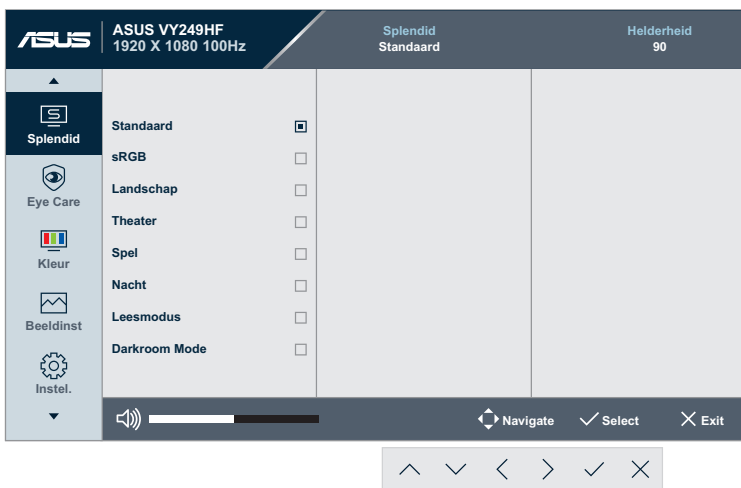 ASUS
ASUS VY249HF
1920 X 1080 100Hz
Splendid
Standaard
Helderheid
90
Splendid
Eye Care
Kleur
Beeldinst
Instel.
Standaard
sRGB
Landschap
Theater
Spel
Nacht
Leesmodus
Darkroom Mode
Navigate
Select
Exit